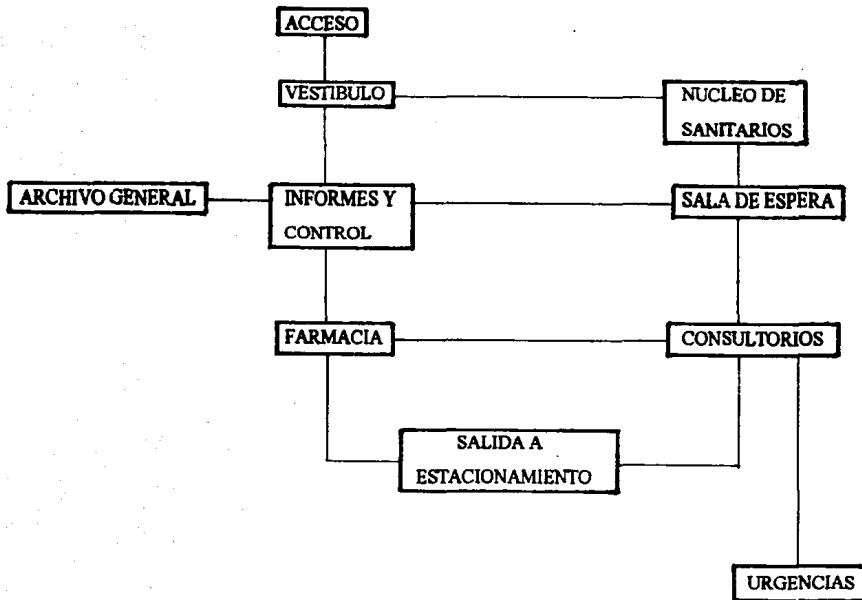 ACCESO
VESTIBULO
NUCLEO DE
SANITARIOS
ARCHIVO GENERAL
INFORMES Y
CONTROL
SALA DE ESPERA
FARMACIA
CONSULTORIOS
SALIDA A
ESTACIONAMIENTO
URGENCIAS